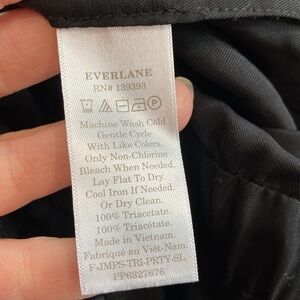 EVERLANE
RN# 139393
P
Machine Wash Cold
Gentle Cycle
With Like Colors,
Only Non-Chlorine
Bleach When Needed.
Lay Flat To Dry.
Cool Iron If Needed.
Or Dry Clean.
100% Triacetate.
100% Triacétate.
Made in Vietnam.
Fabriqué au Viêt-Nam.
F-JMPS-TRI-PRTY-SL
PP6327676